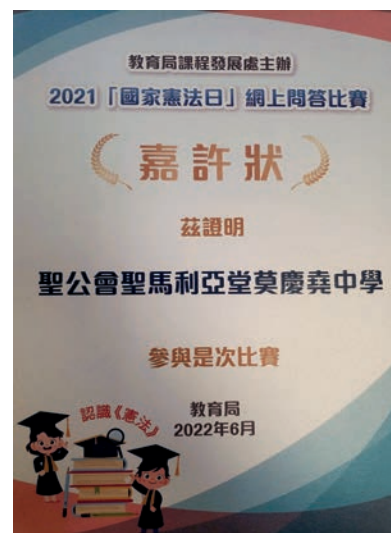 教育局課程發展處主辦
2021「國家憲法日」網上問答比賽
嘉許狀
茲證明
聖公會聖馬利亞堂莫慶堯中學
參與是次比賽
認識《憲法》
教育局
2022年6月